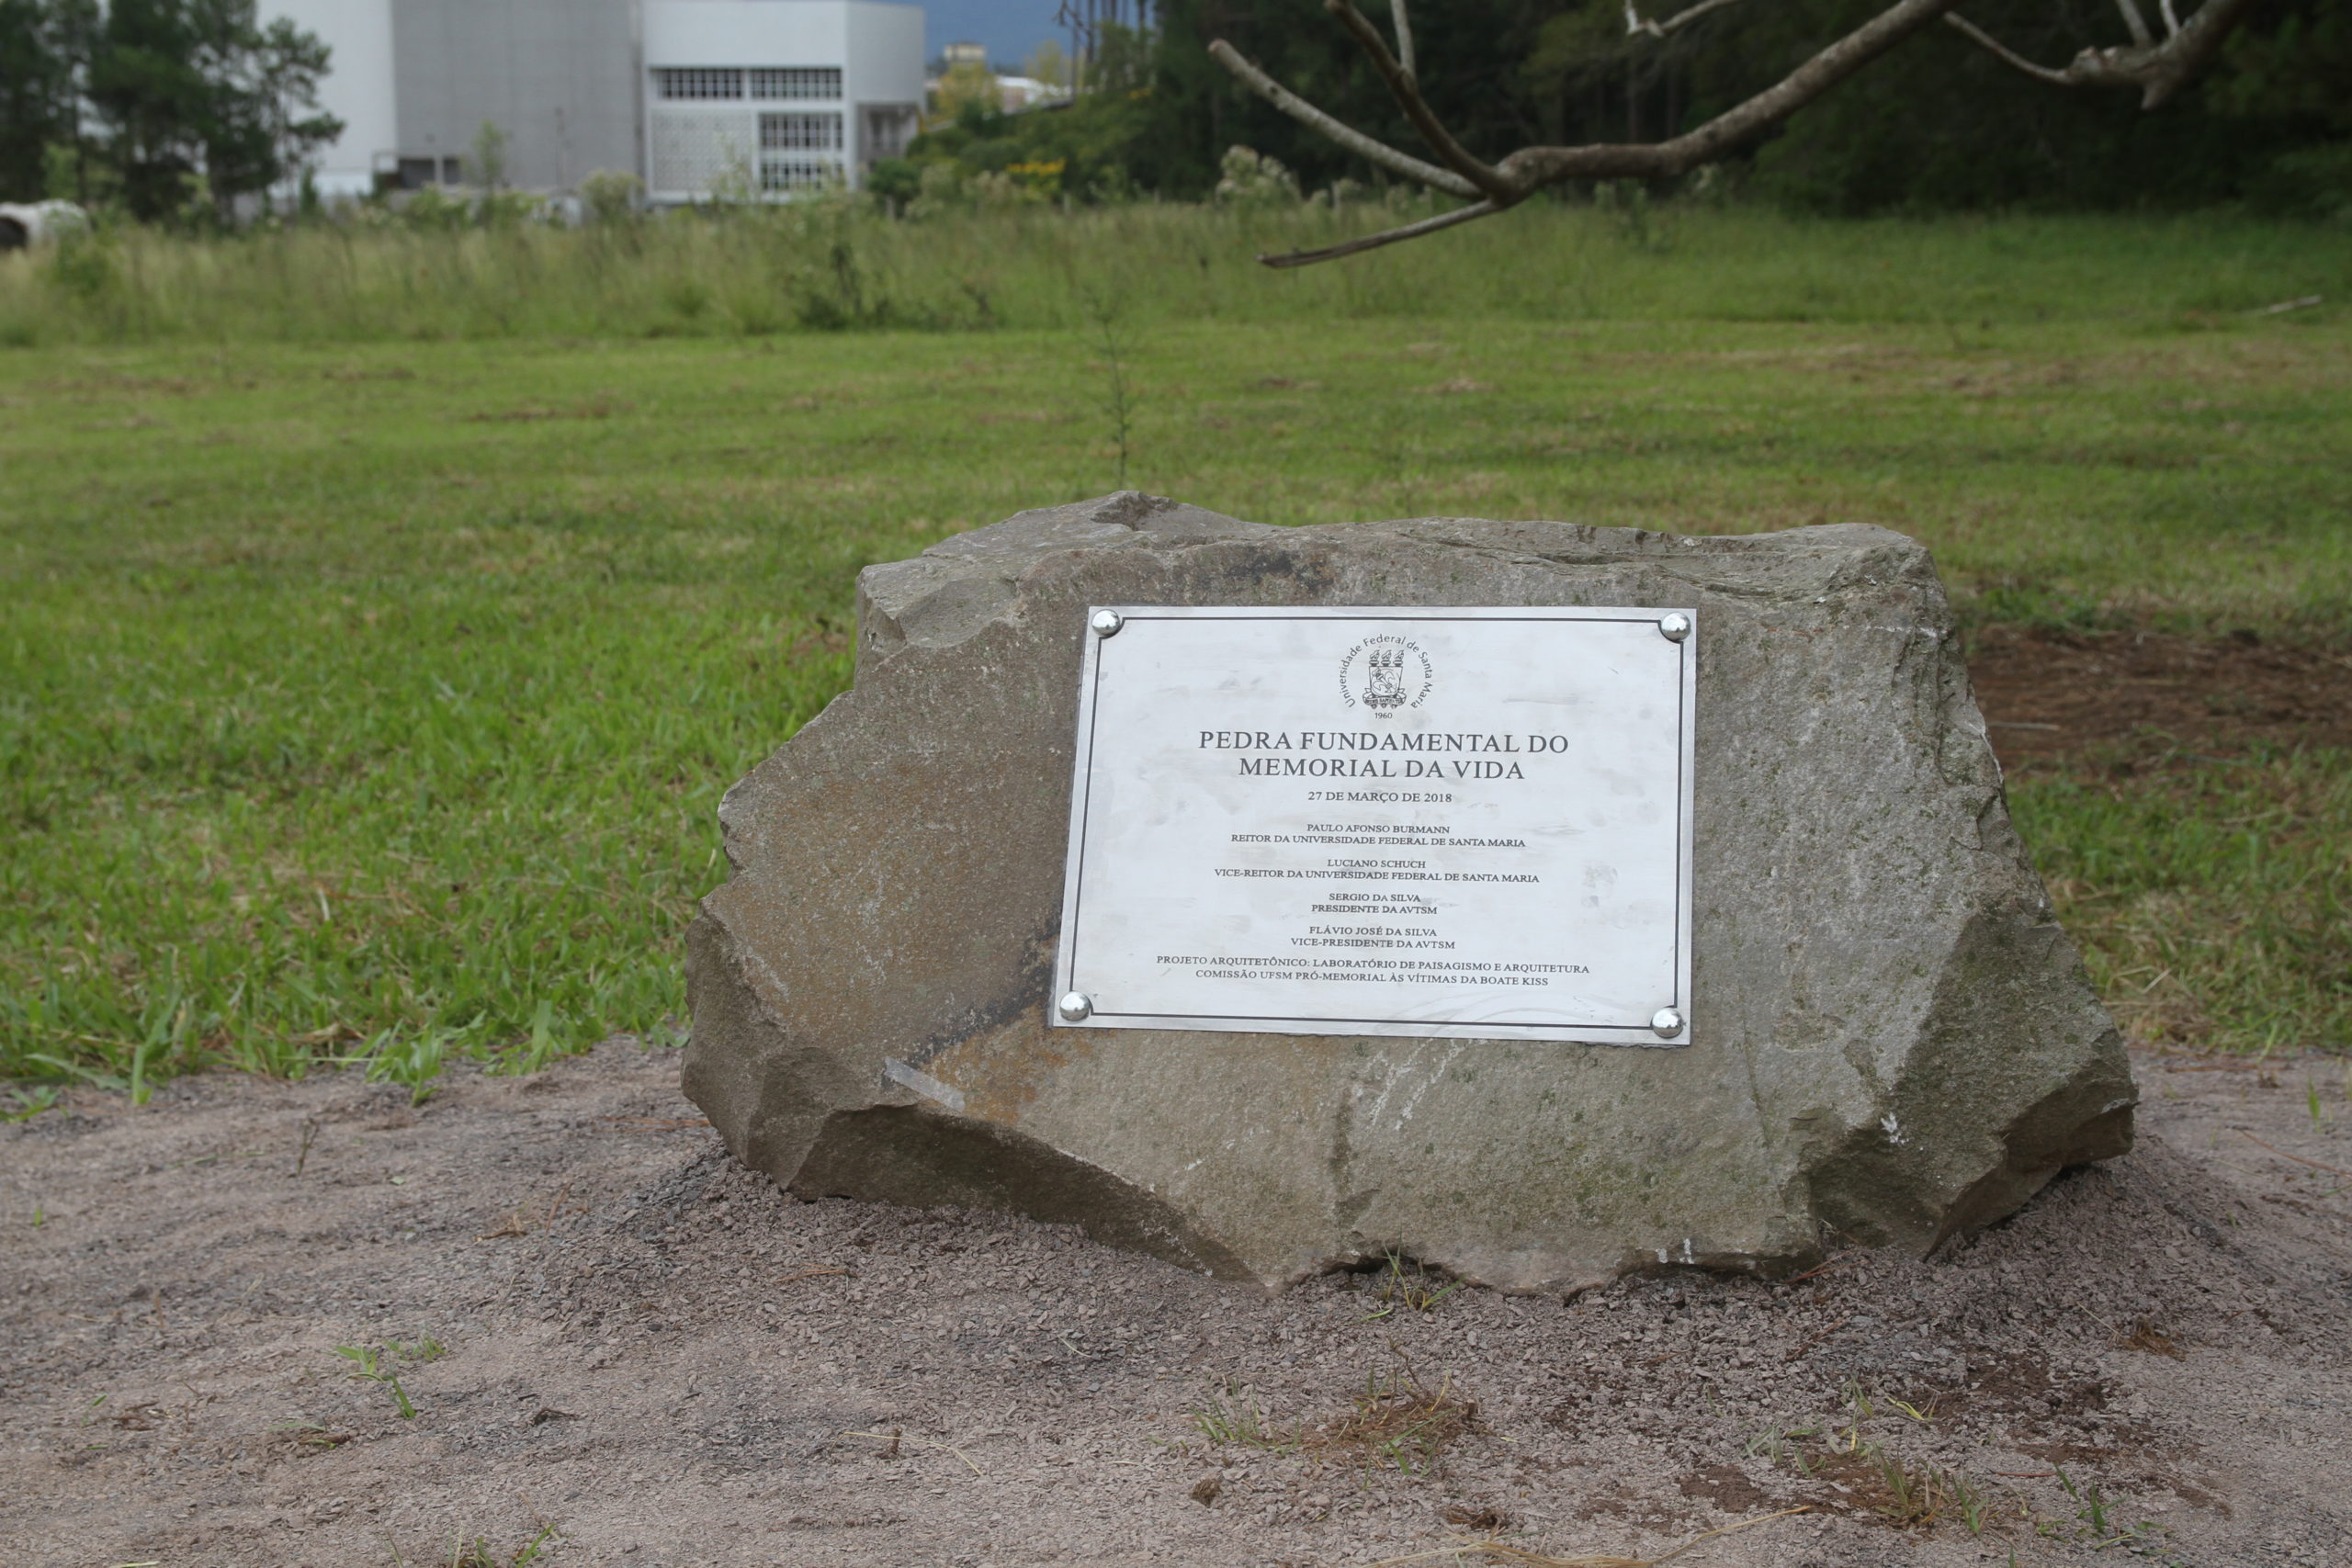 Universidade Federal de Santa Maria
1960
PEDRA FUNDAMENTAL DO
MEMORIAL DA VIDA
27 DE MARÇO DE 2018
PAULO AFONSO BURMANN
REITOR DA UNIVERSIDADE FEDERAL DE SANTA MARIA
LUCIANO SCHUCH
VICE-REITOR DA UNIVERSIDADE FEDERAL DE SANTA MARIA
SERGIO DA SILVA
PRESIDENTE DA AVTSM
FLÁVIO JOSÉ DA SILVA
VICE-PRESIDENTE DA AVTSM
PROJETO ARQUITETÔNICO: LABORATÓRIO DE PAISAGISMO E ARQUITETURA
COMISSÃO UFSM PRÓ-MEMORIAL ÀS VÍTIMAS DA BOATE KISS